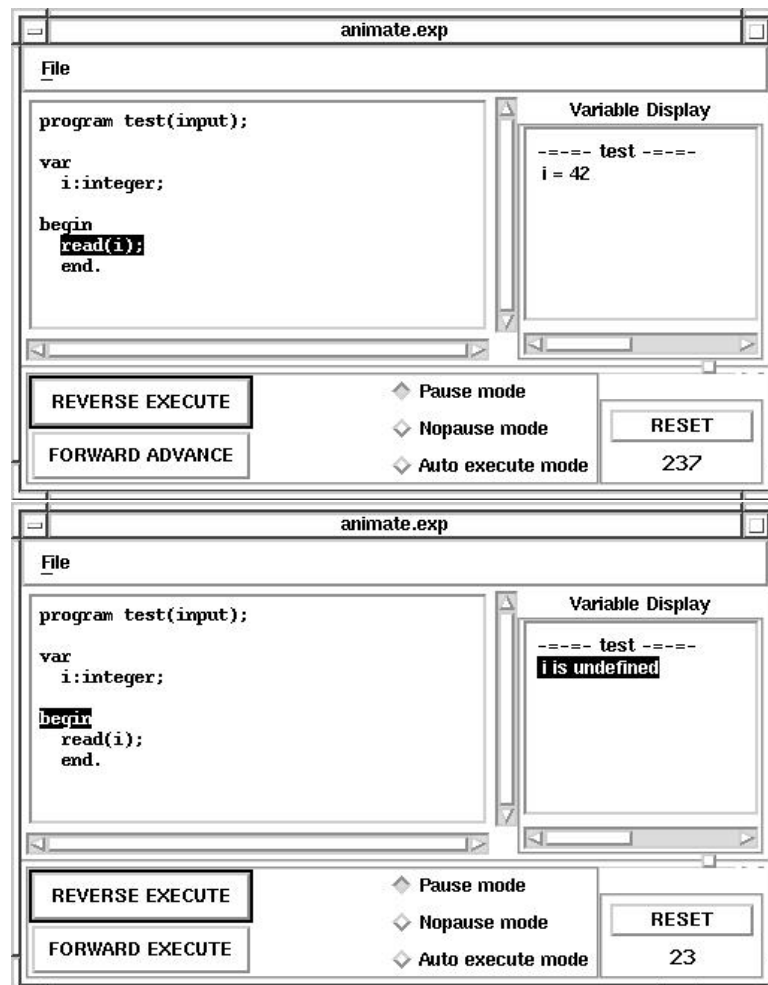 animate.exp
File
program test(input);
var
i:integer;
begin
read(i);
end.
Variable Display
-=-=- test -=-=-
i = 42
REVERSE EXECUTE
FORWARD ADVANCE
Pause mode
Nopause mode
Auto execute mode
RESET
237
animate.exp
File
program test(input);
var
i:integer;
begin
read(i);
end.
Variable Display
-=-=- test -=-=-
i is undefined
REVERSE EXECUTE
FORWARD EXECUTE
Pause mode
Nopause mode
Auto execute mode
RESET
23